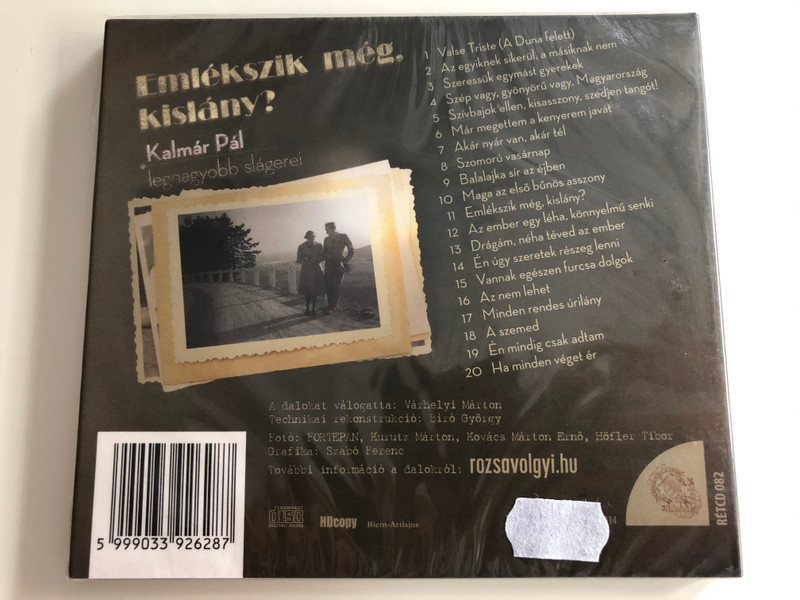 Emlékszik még,
kislány?
Kalmár Pál
legnagyobb slágerei
1 Valse Triste (A Duna felett)
2 Az egyiknek sikerül, a másiknak nem
3 Szeressük egymást gyerekek
4 Szép vagy, gyönyörű vagy, Magyarország
5 Szívbajok ellen, kisasszony, szedjen tangót!
6 Már megettem a kenyerem javát
7 Akár nyár van, akár tél
8 Szomorú vasárnap
9 Balalajka sír az éjben
10 Maga az első bűnös asszony
11 Emlékszik még, kislány?
12 Az ember egy léha, könnyelmű senki
13 Drágám, néha téved az ember
14 Én úgy szeretek részeg lenni
15 Vannak egészen furcsa dolgok
16 Az nem lehet
17 Minden rendes úrilány
18 A szemed
19 Én mindig csak adtam
20 Ha minden véget ér
A dalokat válogatta: Várhelyi Márton
Technikai rekonstrukció: Bíró György
Fotó: FORTEPAN, Kurutz Márton, Kovács Márton Ernő, Höfler Tibor
Grafika: Szabó Ferenc
További információ a dalokról: rozsavolgyi.hu
COMPACT
disc
DIGITAL AUDIO
HDcopy
Biem-Artisjus
14
RÉTCD 082
5 999033 926287